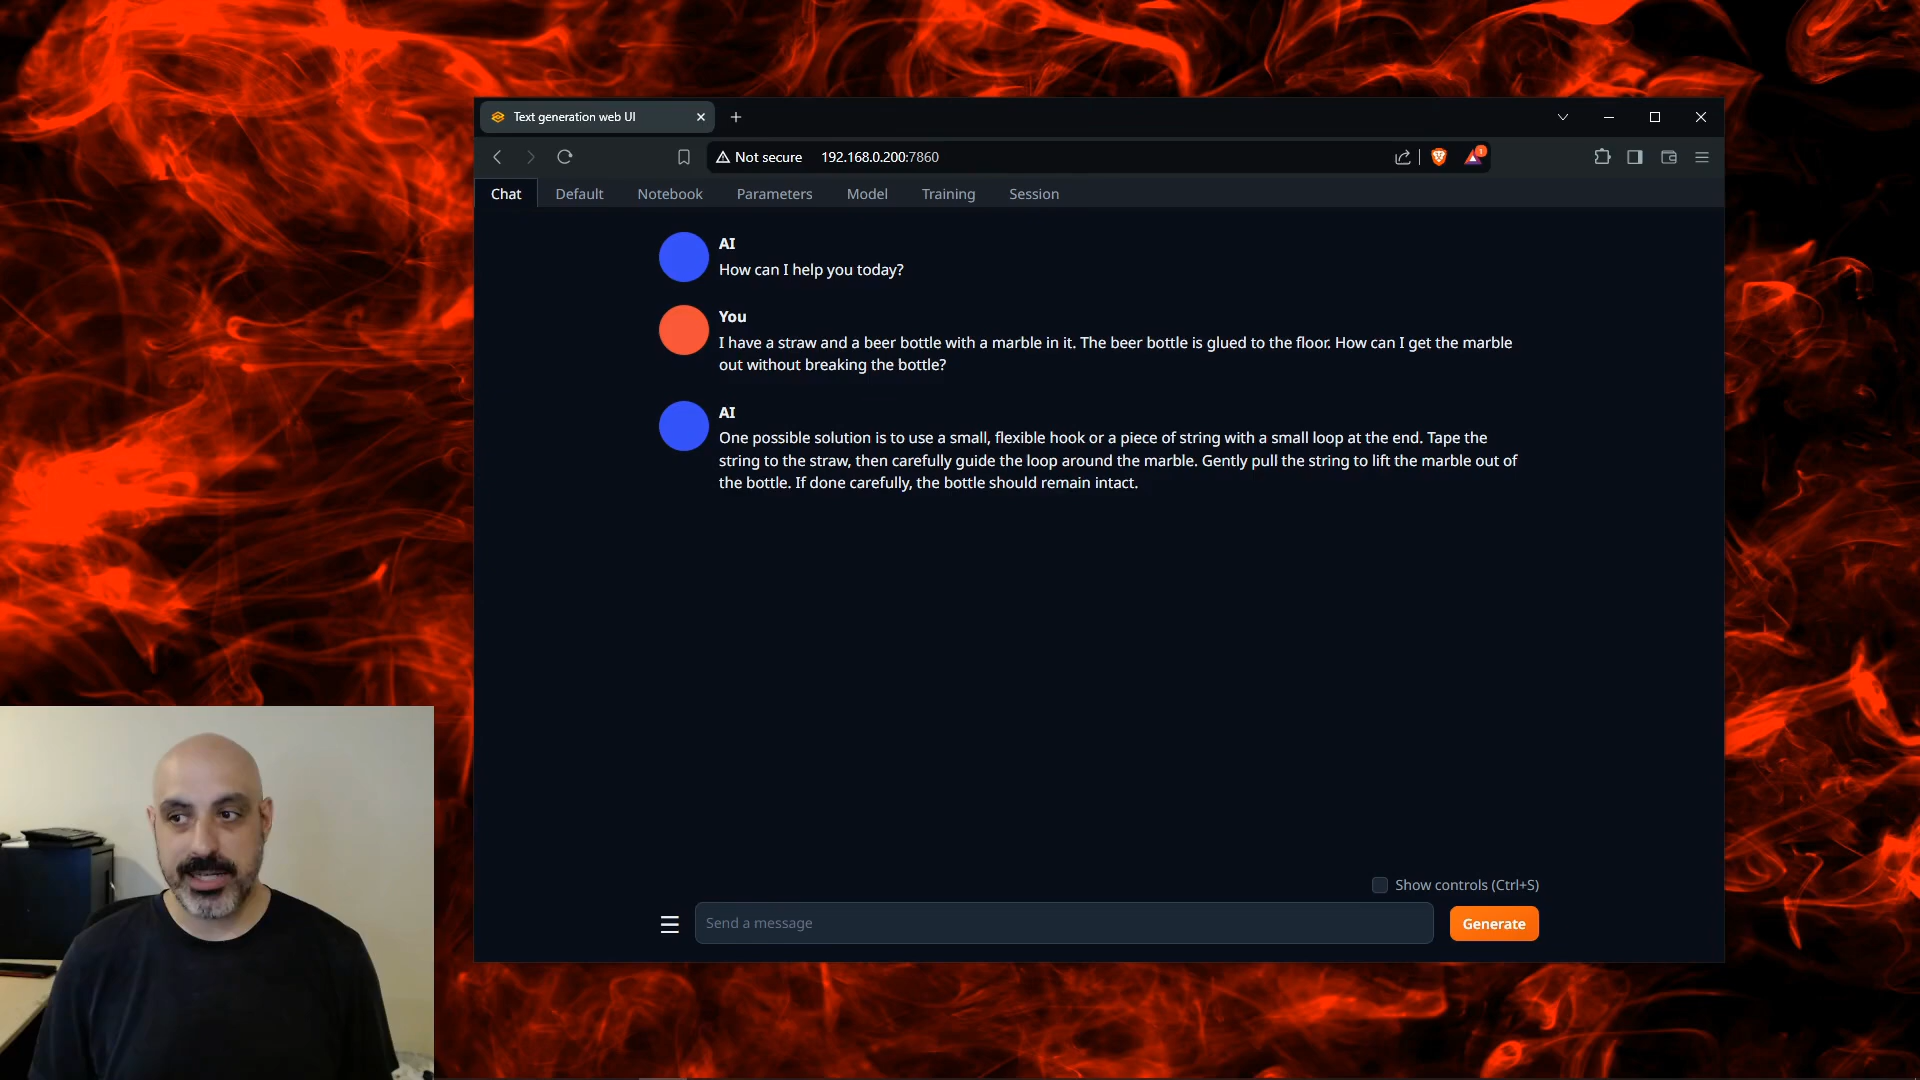 Text generation web UI
Not secure 192.168.0.200:7860
1
Chat Default Notebook Parameters Model Training Session
AI
How can I help you today?
You
I have a straw and a beer bottle with a marble in it. The beer bottle is glued to the floor. How can I get the marble
out without breaking the bottle?
AI
One possible solution is to use a small, flexible hook or a piece of string with a small loop at the end. Tape the
string to the straw, then carefully guide the loop around the marble. Gently pull the string to lift the marble out of
the bottle. If done carefully, the bottle should remain intact.
Show controls (Ctrl+S)
Send a message
Generate